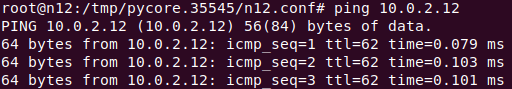 root@n12:/tmp/pycore.35545/n12.conf# ping 10.0.2.12
PING 10.0.2.12 (10.0.2.12) 56(84) bytes of data.
64 bytes from 10.0.2.12: icmp_seq=1 ttl=62 time=0.079 ms
64 bytes from 10.0.2.12: icmp_seq=2 ttl=62 time=0.103 ms
64 bytes from 10.0.2.12: icmp_seq=3 ttl=62 time=0.101 ms